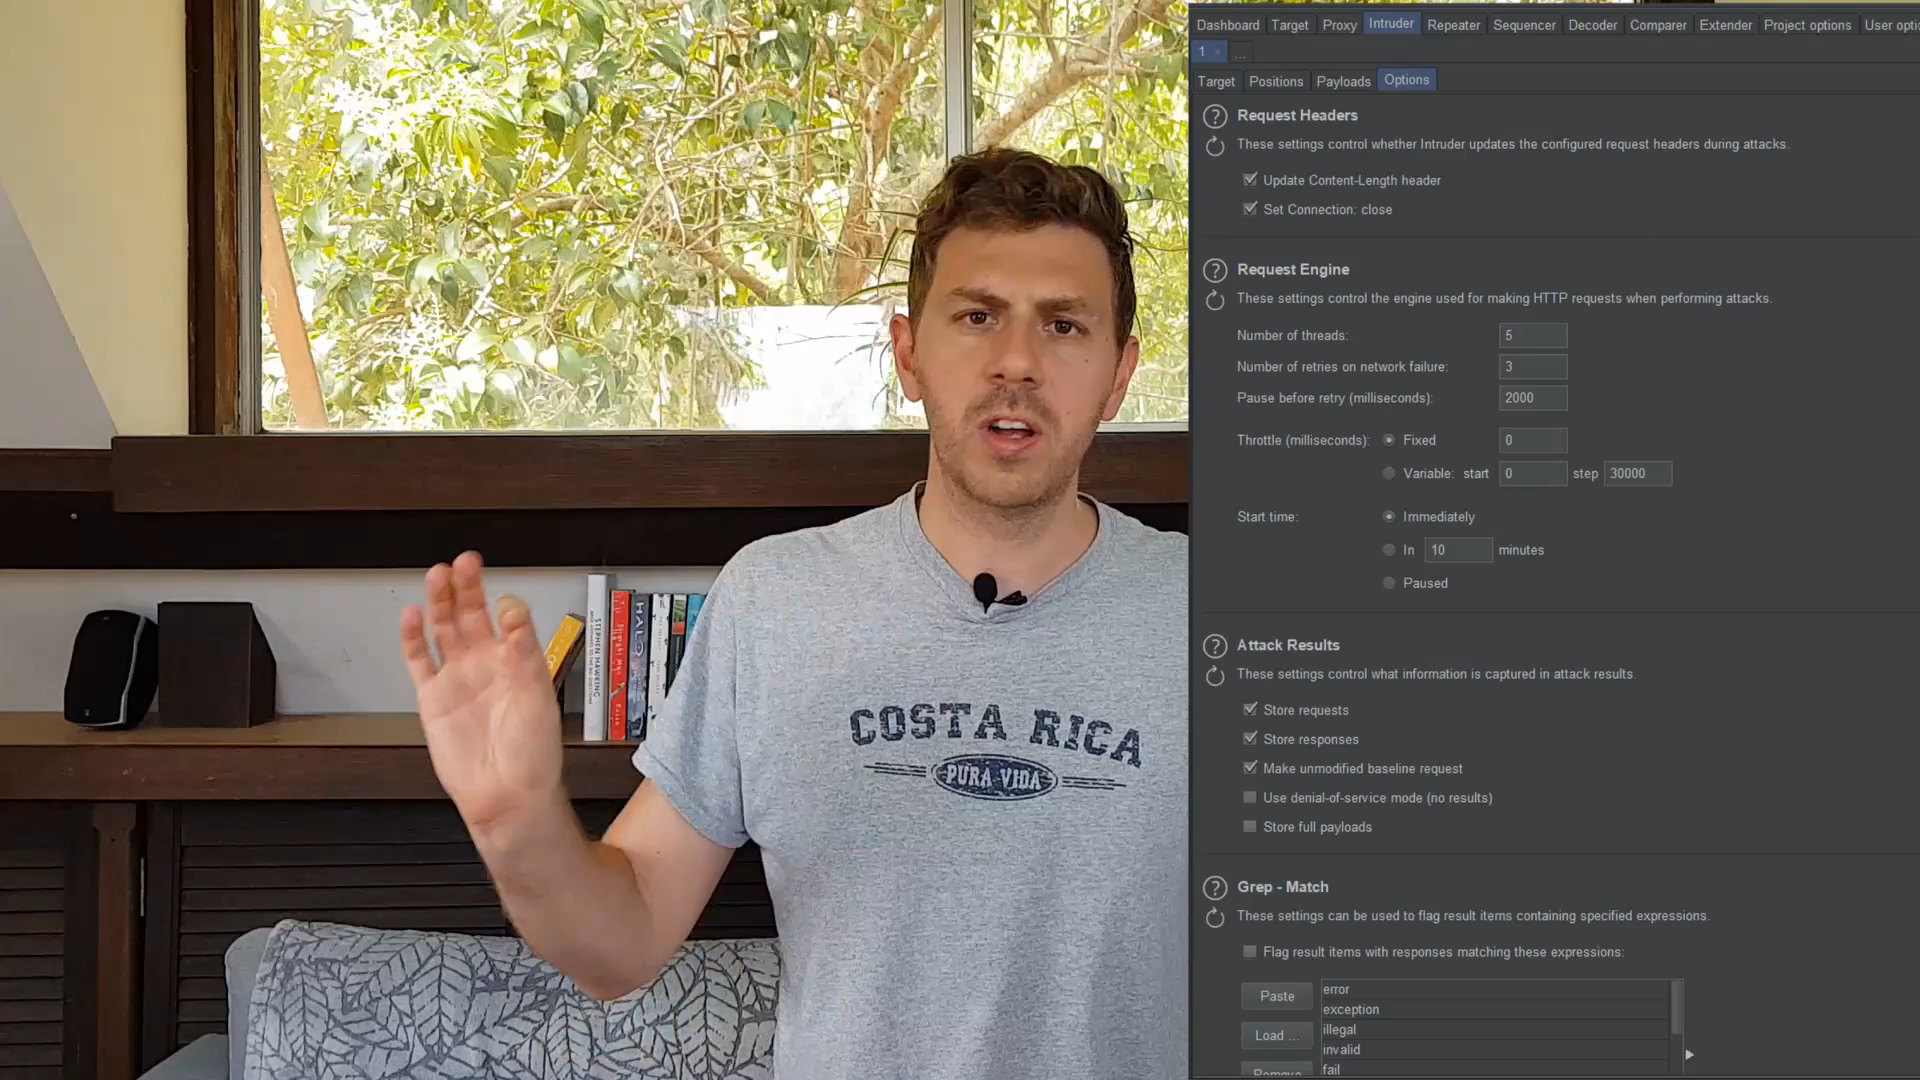 Dashboard Target Proxy Intruder Repeater Sequencer Decoder Comparer Extender Project options User opti
1 × ...
Target Positions Payloads Options
Request Headers
These settings control whether Intruder updates the configured request headers during attacks.
Update Content-Length header
Set Connection: close
Request Engine
These settings control the engine used for making HTTP requests when performing attacks.
Number of threads: 5
Number of retries on network failure: 3
Pause before retry (milliseconds): 2000
Throttle (milliseconds): Fixed 0
Variable: start 0 step 30000
Start time: Immediately
In 10 minutes
Paused
Attack Results
These settings control what information is captured in attack results.
Store requests
Store responses
Make unmodified baseline request
Use denial-of-service mode (no results)
Store full payloads
Grep - Match
These settings can be used to flag result items containing specified expressions.
Flag result items with responses matching these expressions:
Paste
Load ...
Remove
error
exception
illegal
invalid
fail
STEPHEN HAWKING
HALO
COSTA RICA
PURA VIDA